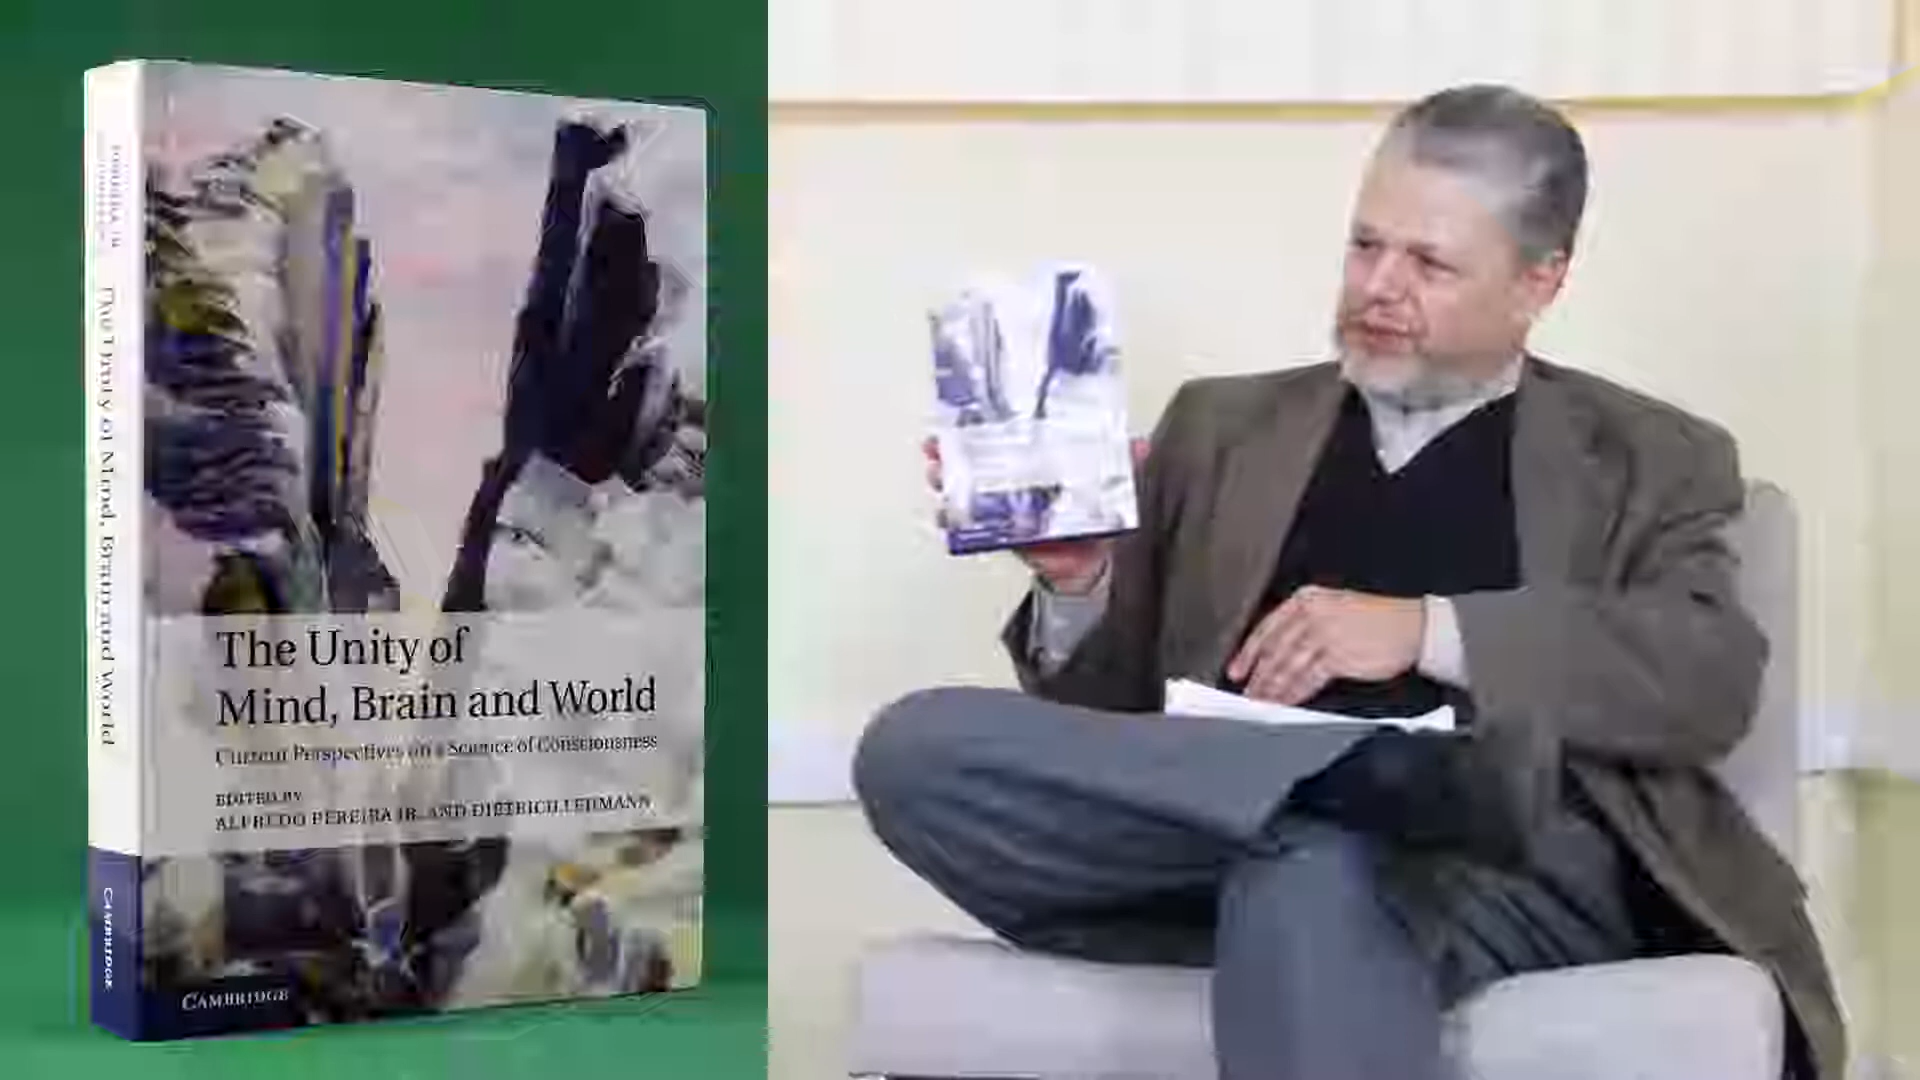 The Unity of
Mind, Brain and World
Current Perspectives on a Science of Consciousness
EDITED BY
ALFREDO PEREIRA JR. AND DIETRICH LEHMANN
CAMBRIDGE
The Unity of Mind, Brain and World
CAMBRIDGE